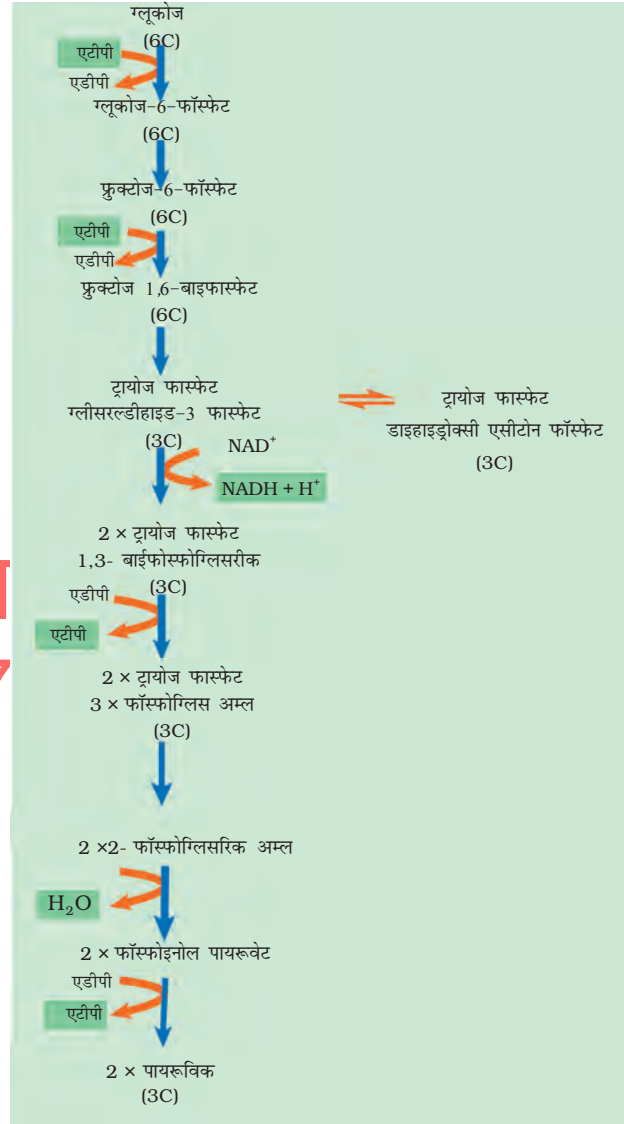 ग्लूकोज
(6C)
एटीपी
एडीपी
ग्लूकोज-6-फॉस्फेट
(6C)
फ्रुक्टोज-6-फॉस्फेट
(6C)
एटीपी
एडीपी
फ्रुक्टोज 1,6-बाइफास्फेट
(6C)
ट्रायोज फास्फेट
ग्लीसरल्डीहाइड-3 फास्फेट
(3C)
ट्रायोज फास्फेट
डाइहाइड्रोक्सी एसीटोन फॉस्फेट
(3C)
NAD⁺
NADH + H⁺
2 × ट्रायोज फास्फेट
1,3- बाईफोस्फोग्लिसरीक
(3C)
एडीपी
एटीपी
2 × ट्रायोज फास्फेट
3 × फॉस्फोग्लिस अम्ल
(3C)
2 ×2- फॉस्फोग्लिसरिक अम्ल
H₂O
2 × फॉस्फोइनोल पायरूवेट
एडीपी
एटीपी
2 × पायरूविक
(3C)